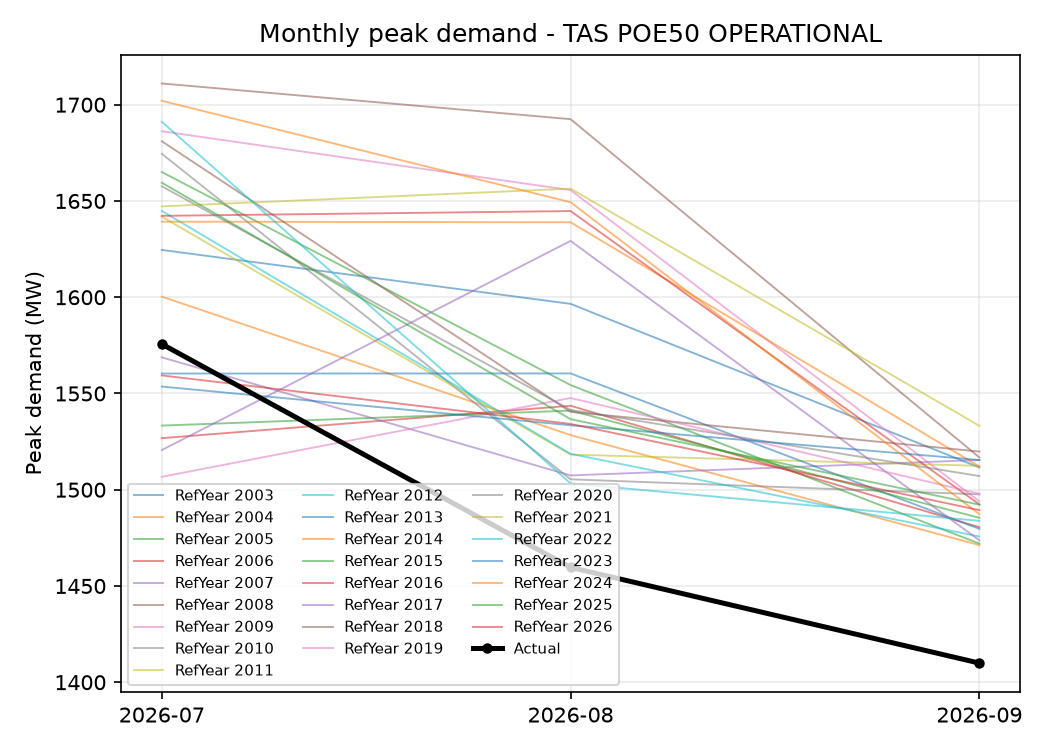 Monthly peak demand - TAS POE50 OPERATIONAL
Peak demand (MW)
1700
1650
1600
1550
1500
1450
1400
RefYear 2003
RefYear 2004
RefYear 2005
RefYear 2006
RefYear 2007
RefYear 2008
RefYear 2009
RefYear 2010
RefYear 2011
RefYear 2012
RefYear 2013
RefYear 2014
RefYear 2015
RefYear 2016
RefYear 2017
RefYear 2018
RefYear 2019
RefYear 2020
RefYear 2021
RefYear 2022
RefYear 2023
RefYear 2024
RefYear 2025
RefYear 2026
Actual
2026-07
2026-08
2026-09